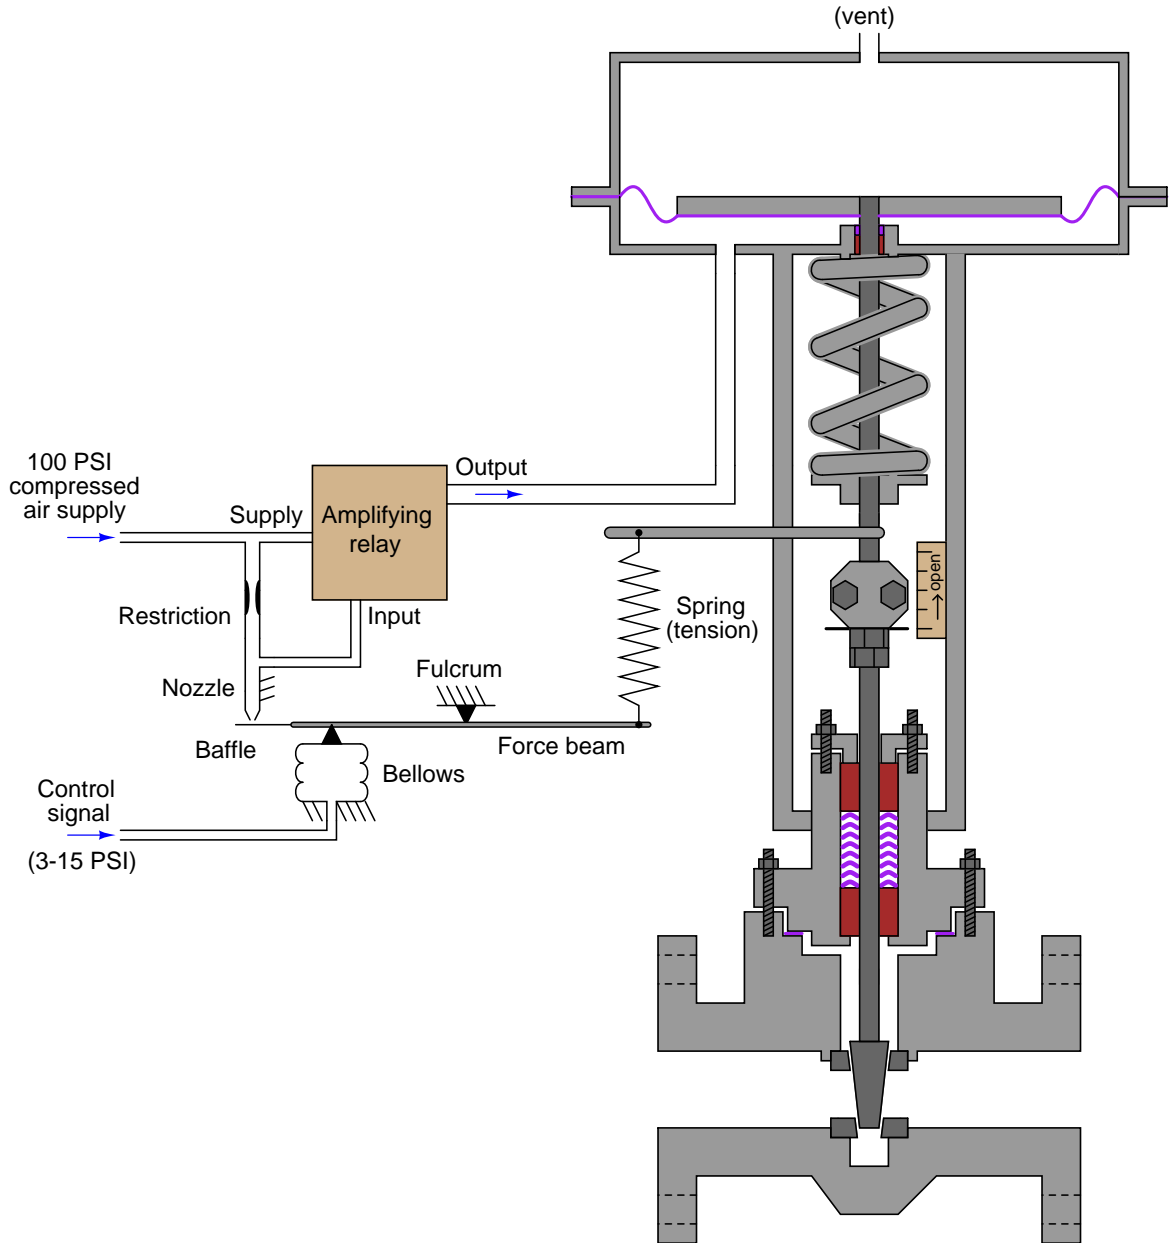 (vent)
100 PSI
compressed
air supply
Supply
Amplifying
relay
Output
Restriction
Input
Spring
(tension)
open
Nozzle
Fulcrum
Baffle
Force beam
Bellows
Control
signal
(3-15 PSI)